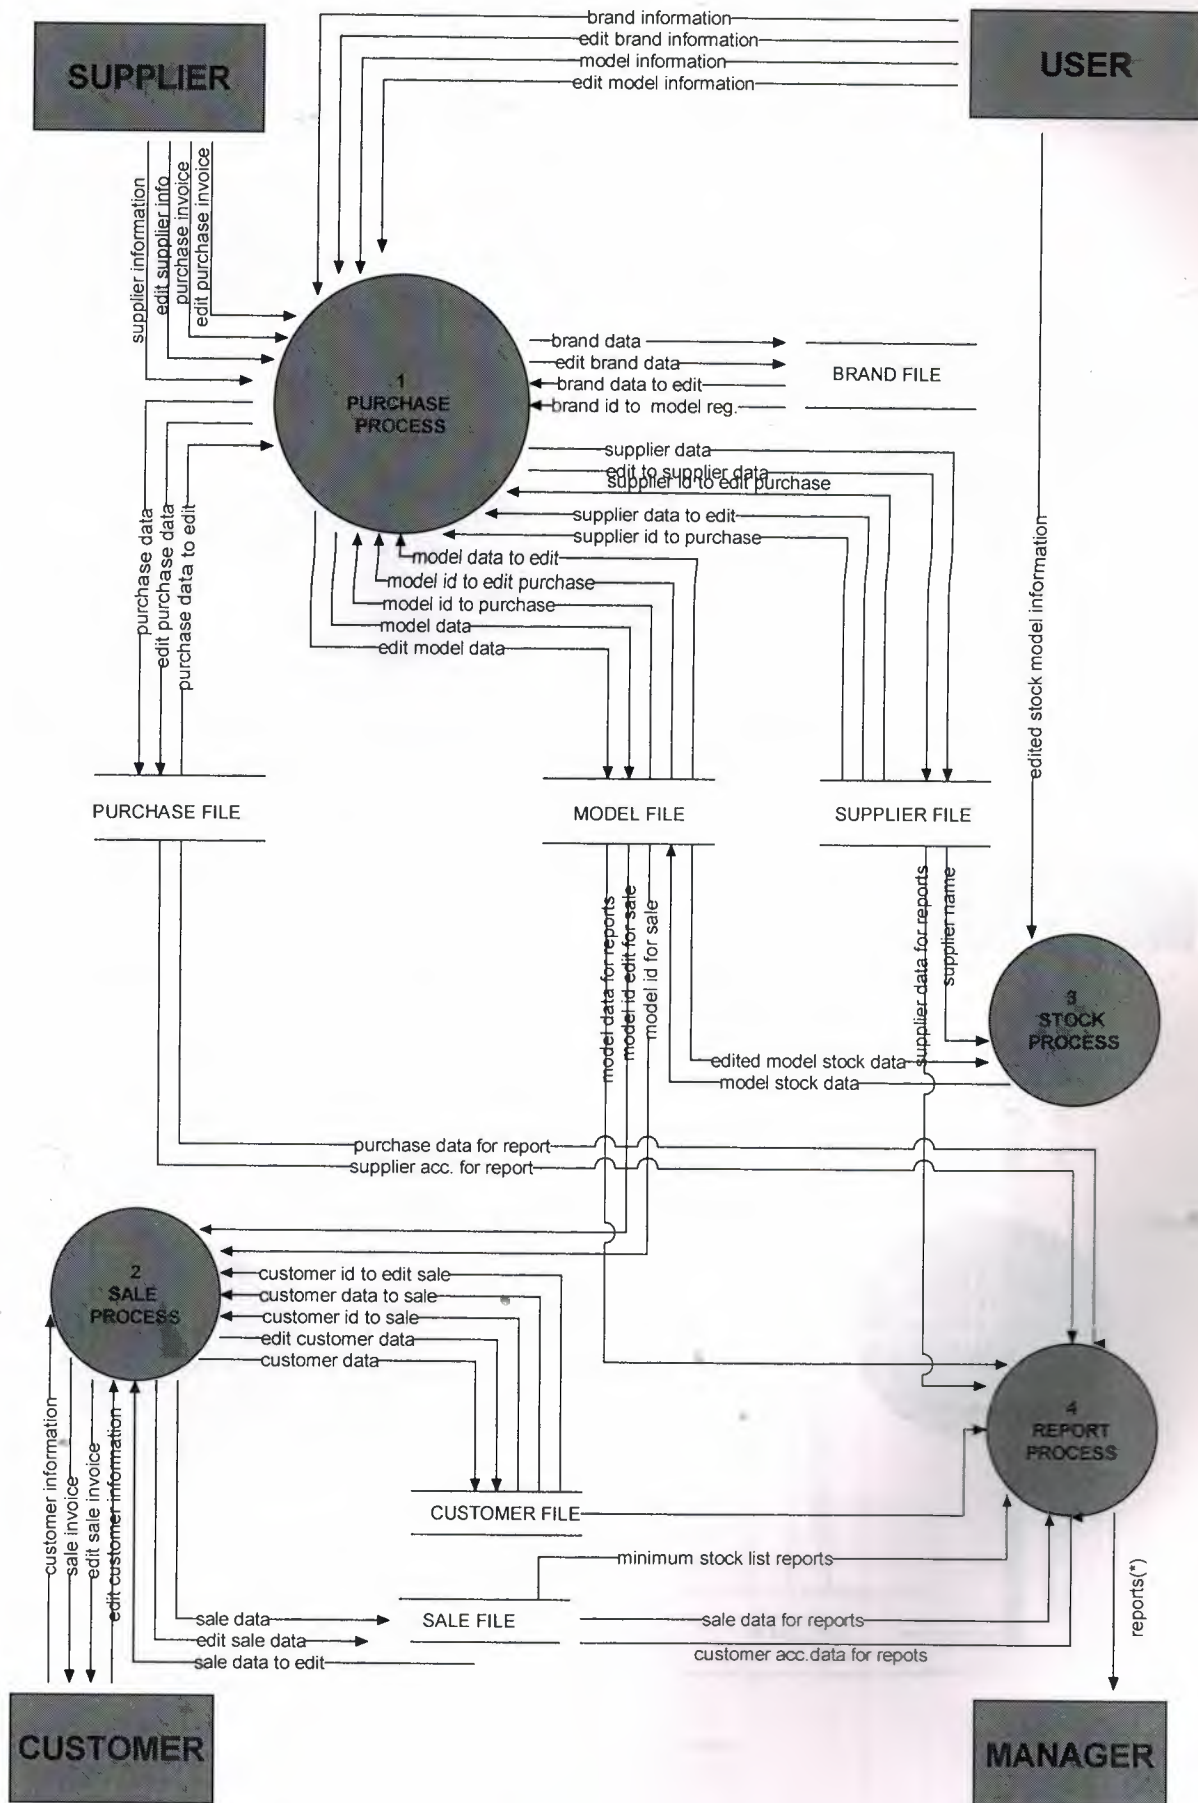 brand information
edit brand information
model information
edit model information
SUPPLIER
USER
supplier information
edit supplier info
purchase invoice
edit purchase invoice
1
PURCHASE
PROCESS
brand data
edit brand data
brand data to edit
brand id to model reg.
BRAND FILE
supplier data
edit to supplier data
supplier id to edit purchase
supplier data to edit
supplier id to purchase
model data to edit
model id to edit purchase
model id to purchase
model data
edit model data
purchase data
edit purchase data
purchase data to edit
edited stock model information
PURCHASE FILE
MODEL FILE
SUPPLIER FILE
model data for reports
model id edit for sale
model id for sale
supplier data for reports
supplier name
3
STOCK
PROCESS
edited model stock data
model stock data
purchase data for report
supplier acc. for report
2
SALE
PROCESS
customer id to edit sale
customer data to sale
customer id to sale
edit customer data
customer data
4
REPORT
PROCESS
customer information
sale invoice
edit sale invoice
edit customer information
CUSTOMER FILE
minimum stock list reports
sale data
edit sale data
sale data to edit
SALE FILE
sale data for reports
customer acc.data for repots
reports(*)
CUSTOMER
MANAGER